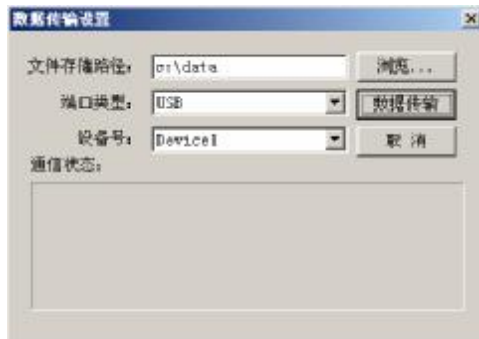 数据传输设置
文件存储路径： c:\data 浏览...
端口类型： USB 数据传输
设备号： Device1 取 消
通信状态：